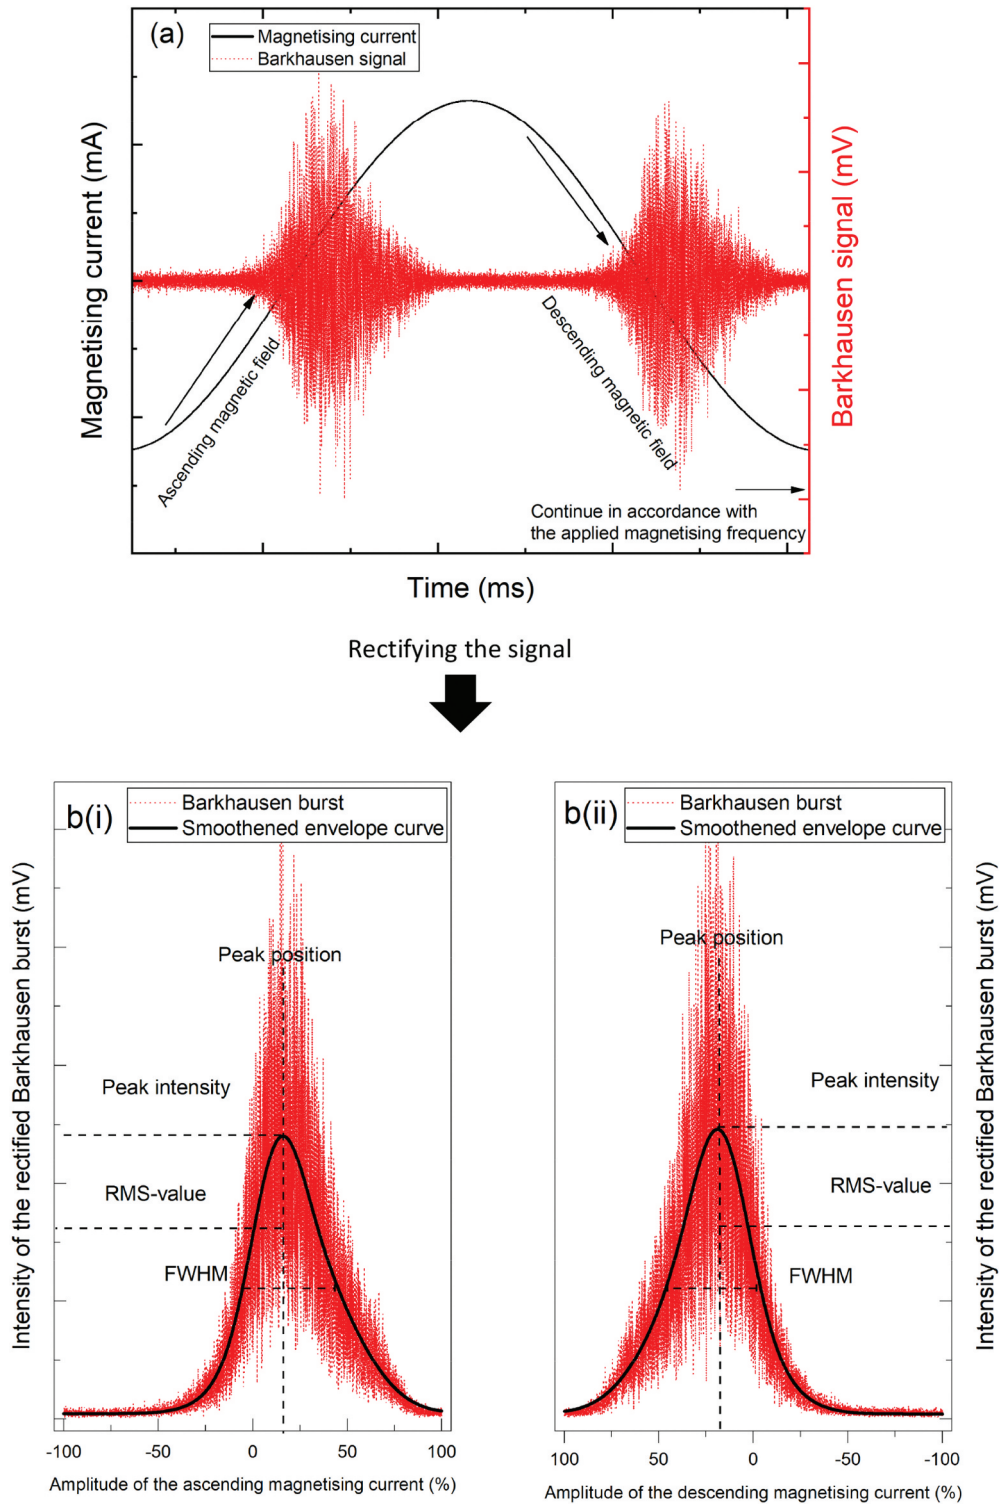 (a)
Magnetising current
Barkhausen signal
Magnetising current (mA)
Barkhausen signal (mV)
Ascending magnetic field
Descending magnetic field
Continue in accordance with
the applied magnetising frequency
Time (ms)
Rectifying the signal
b(i)
Barkhausen burst
Smoothened envelope curve
Intensity of the rectified Barkhausen burst (mV)
Peak position
Peak intensity
RMS-value
FWHM
-100 -50 0 50 100
Amplitude of the ascending magnetising current (%)
b(ii)
Barkhausen burst
Smoothened envelope curve
Peak position
Peak intensity
RMS-value
FWHM
Intensity of the rectified Barkhausen burst (mV)
100 50 0 -50 -100
Amplitude of the descending magnetising current (%)